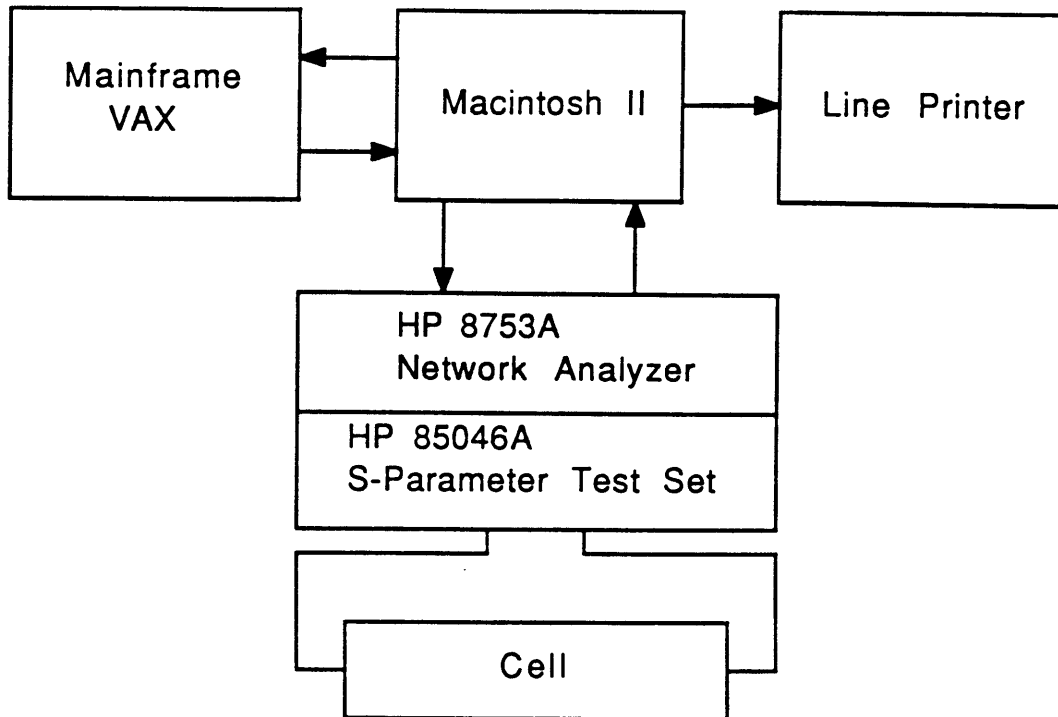 Mainframe
VAX
Macintosh II
Line Printer
HP 8753A
Network Analyzer
HP 85046A
S-Parameter Test Set
Cell